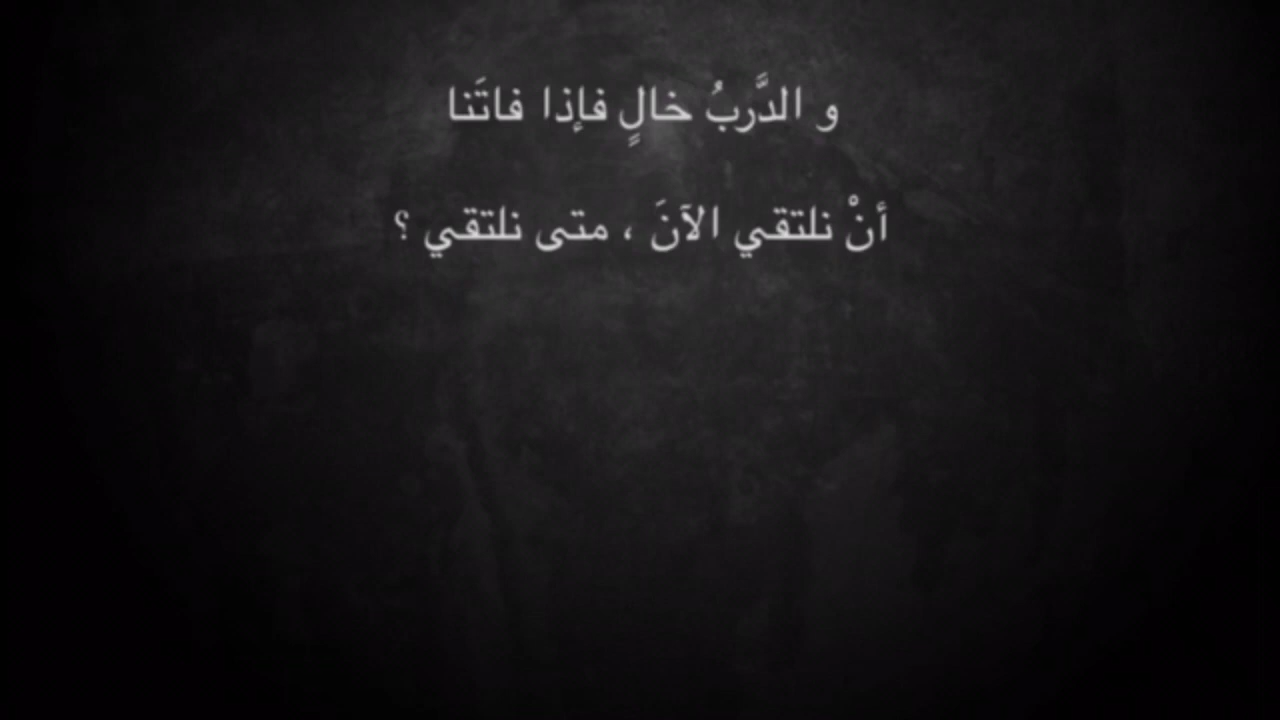 و الدَّربُ خالٍ فإذا فاتَنا
أنْ نلتقي الآنَ ، متى نلتقي ؟